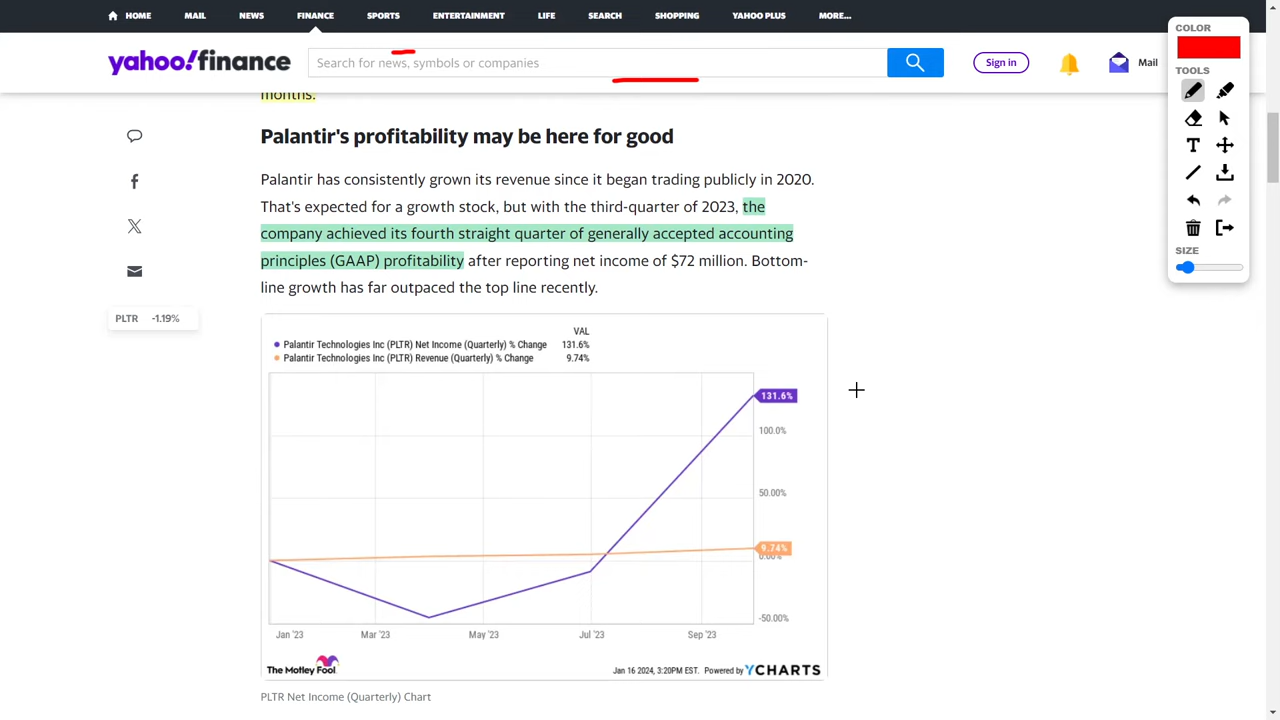 HOME MAIL NEWS FINANCE SPORTS ENTERTAINMENT LIFE SEARCH SHOPPING YAHOO PLUS MORE...
COLOR
yahoo!finance Search for news, symbols or companies Sign in Mail
TOOLS
months.
Palantir's profitability may be here for good
T
Palantir has consistently grown its revenue since it began trading publicly in 2020.
That's expected for a growth stock, but with the third-quarter of 2023, the
company achieved its fourth straight quarter of generally accepted accounting
SIZE
principles (GAAP) profitability after reporting net income of $72 million. Bottom-
line growth has far outpaced the top line recently.
PLTR -1.19%
VAL
Palantir Technologies Inc (PLTR) Net Income (Quarterly) % Change 131.6%
Palantir Technologies Inc (PLTR) Revenue (Quarterly) % Change 9.74%
131.6%
100.0%
50.00%
9.74%
0.00%
-50.00%
Jan '23 Mar '23 May '23 Jul '23 Sep '23
The Motley Fool Jan 16 2024, 3:20PM EST. Powered by YCHARTS
PLTR Net Income (Quarterly) Chart